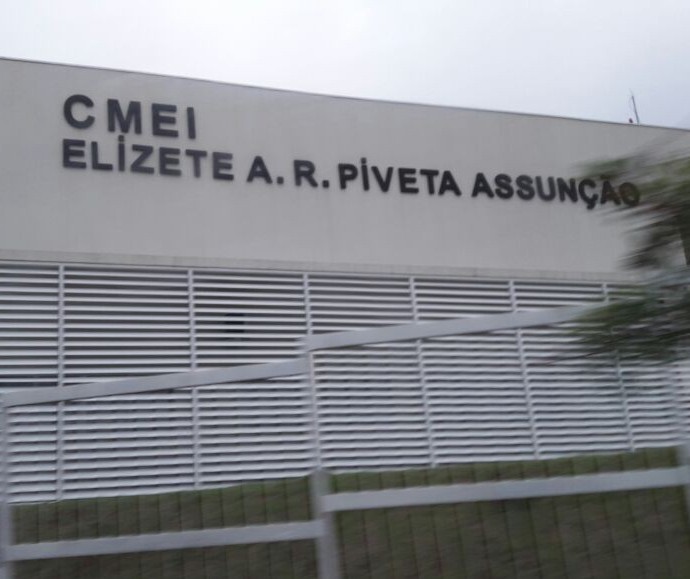 CMEI
ELİZETE A. R. PİVETA ASSUNÇÃO